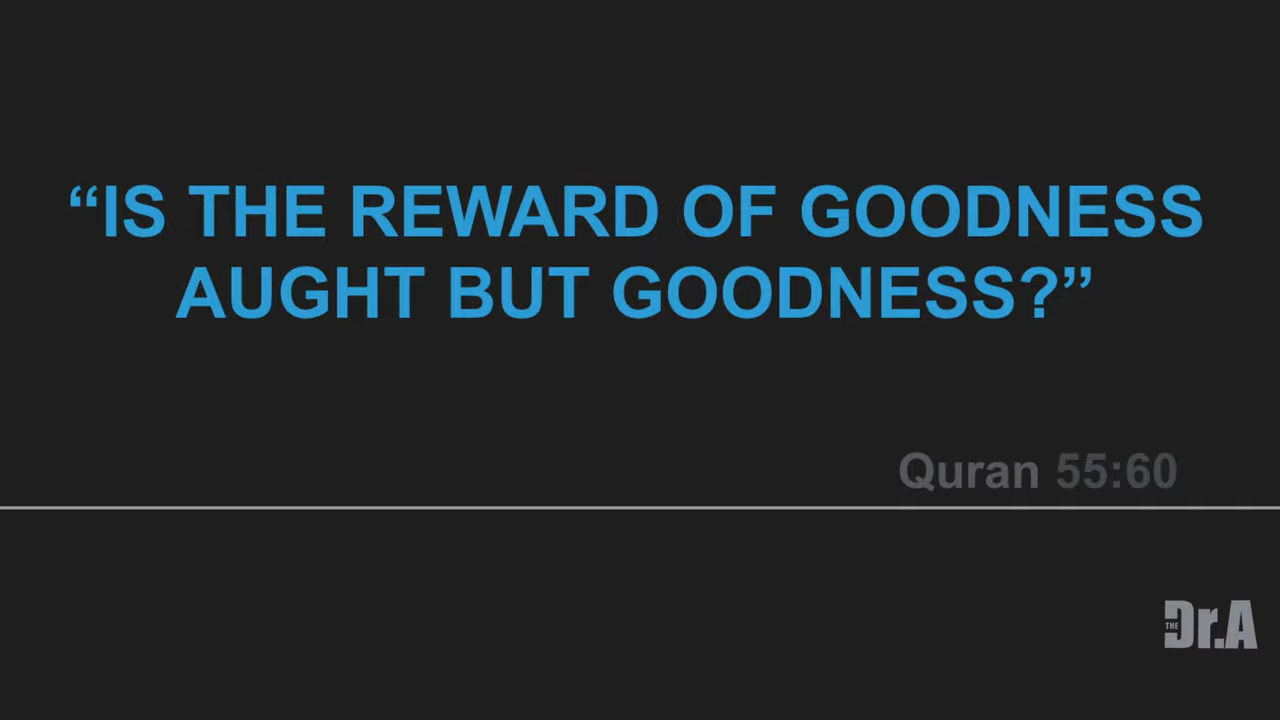 “IS THE REWARD OF GOODNESS
AUGHT BUT GOODNESS?”
Quran 55:60
THE Dr.A